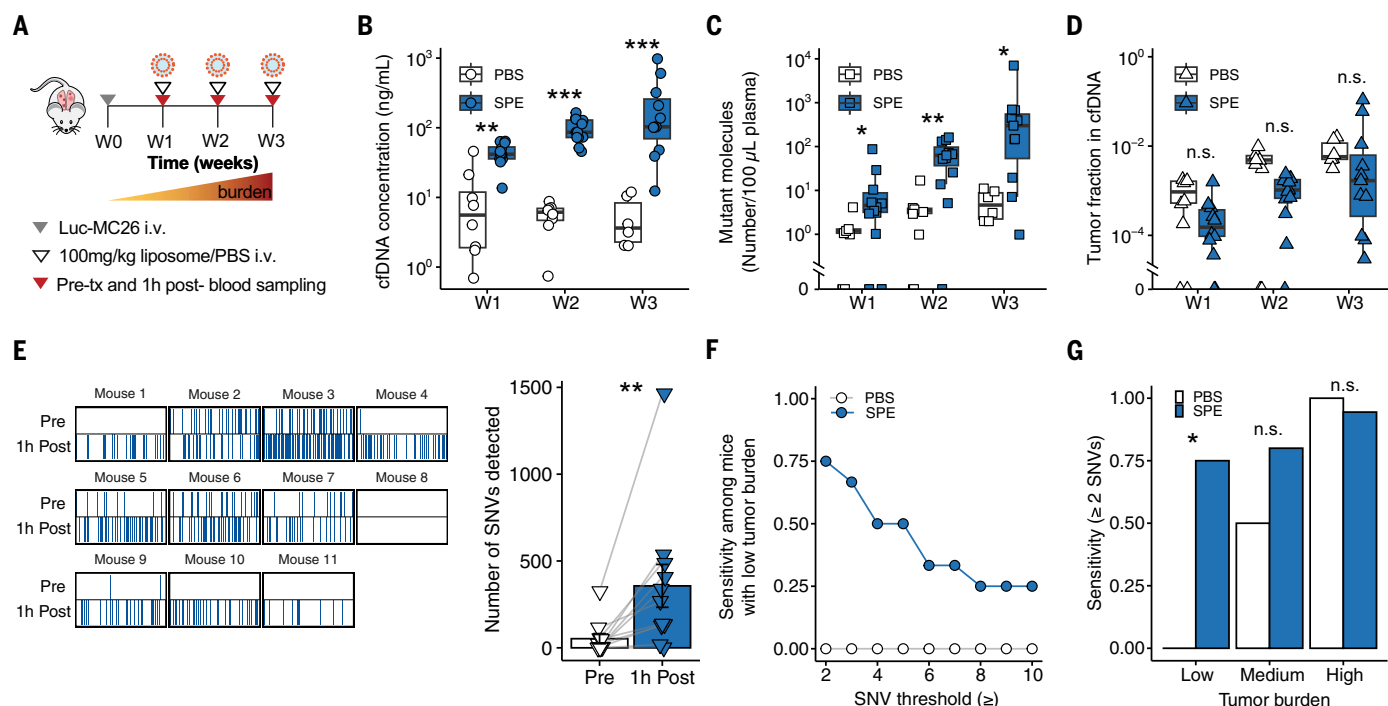 A
W0
W1
W2
W3
Time (weeks)
burden
Luc-MC26 i.v.
100mg/kg liposome/PBS i.v.
Pre-tx and 1h post- blood sampling
B
cfDNA concentration (ng/mL)
10³
10²
10¹
10⁰
PBS
SPE
**
***
***
W1
W2
W3
C
Mutant molecules
(Number/100 µL plasma)
10⁴
10³
10²
10¹
10⁰
0
PBS
SPE
*
**
*
W1
W2
W3
D
Tumor fraction in cfDNA
10⁰
10⁻²
10⁻⁴
0
PBS
SPE
n.s.
n.s.
n.s.
W1
W2
W3
E
Mouse 1
Mouse 2
Mouse 3
Mouse 4
Pre
1h Post
Mouse 5
Mouse 6
Mouse 7
Mouse 8
Pre
1h Post
Mouse 9
Mouse 10
Mouse 11
Pre
1h Post
Number of SNVs detected
1500
1000
500
0
**
Pre
1h Post
F
Sensitivity among mice
with low tumor burden
1.00
0.75
0.50
0.25
0.00
PBS
SPE
2
4
6
8
10
SNV threshold (≥)
G
Sensitivity (≥ 2 SNVs)
1.00
0.75
0.50
0.25
0.00
PBS
SPE
*
n.s.
n.s.
Low
Medium
High
Tumor burden